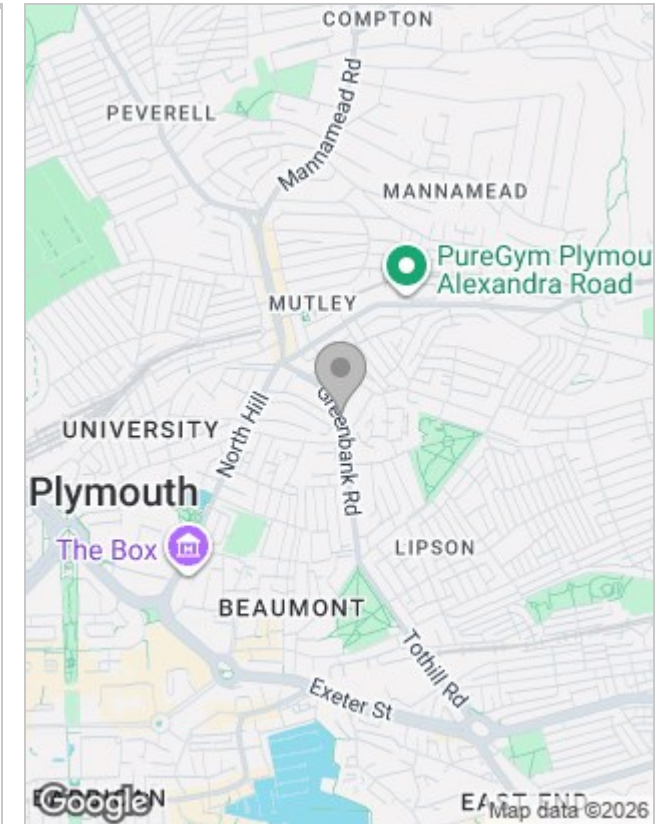 COMPTON
PEVERELL
Mannamead Rd
MANNAMEAD
PureGym Plymou
Alexandra Road
MUTLEY
UNIVERSITY
North Hill
Greenbank Rd
Plymouth
The Box
LIPSON
BEAUMONT
Tothill Rd
Exeter St
Google
EAST END
Map data ©2026